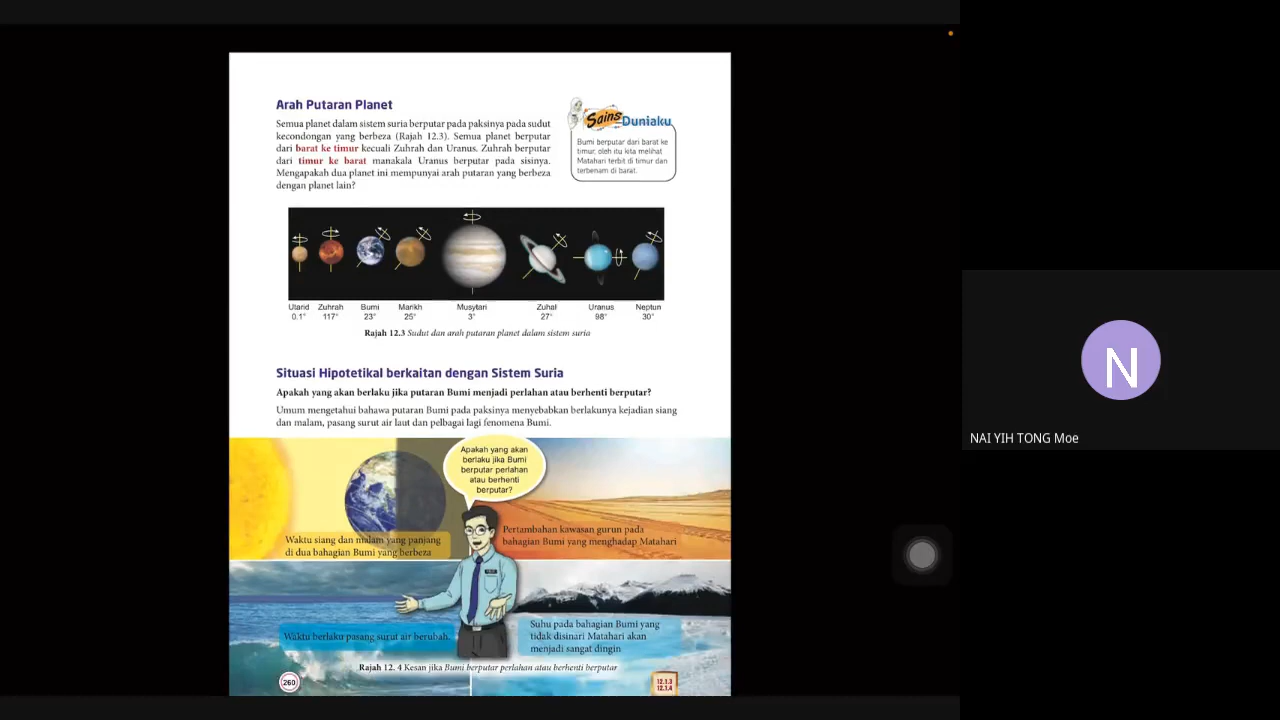 Arah Putaran Planet
Semua planet dalam sistem suria berputar pada paksinya pada sudut
kecondongan yang berbeza (Rajah 12.3). Semua planet berputar
dari barat ke timur kecuali Zuhrah dan Uranus. Zuhrah berputar
dari timur ke barat manakala Uranus berputar pada sisinya.
Mengapakah dua planet ini mempunyai arah putaran yang berbeza
dengan planet lain?
Sains Duniaku
Bumi berputar dari barat ke
timur, oleh itu kita melihat
Matahari terbit di timur dan
terbenam di barat.
Utarid Zuhrah Bumi Marikh Musytari Zuhal Uranus Neptun
0.1° 117° 23° 25° 3° 27° 98° 30°
Rajah 12.3 Sudut dan arah putaran planet dalam sistem suria
Situasi Hipotetikal berkaitan dengan Sistem Suria
Apakah yang akan berlaku jika putaran Bumi menjadi perlahan atau berhenti berputar?
Umum mengetahui bahawa putaran Bumi pada paksinya menyebabkan berlakunya kejadian siang
dan malam, pasang surut air laut dan pelbagai lagi fenomena Bumi.
Apakah yang akan
berlaku jika Bumi
berputar perlahan
atau berhenti
berputar?
Waktu siang dan malam yang panjang
di dua bahagian Bumi yang berbeza
Pertambahan kawasan gurun pada
bahagian Bumi yang menghadap Matahari
Waktu berlaku pasang surut air berubah.
Suhu pada bahagian Bumi yang
tidak disinari Matahari akan
menjadi sangat dingin
Rajah 12. 4 Kesan jika Bumi berputar perlahan atau berhenti berputar
260
12.1.3
12.1.4
N
NAI YIH TONG Moe